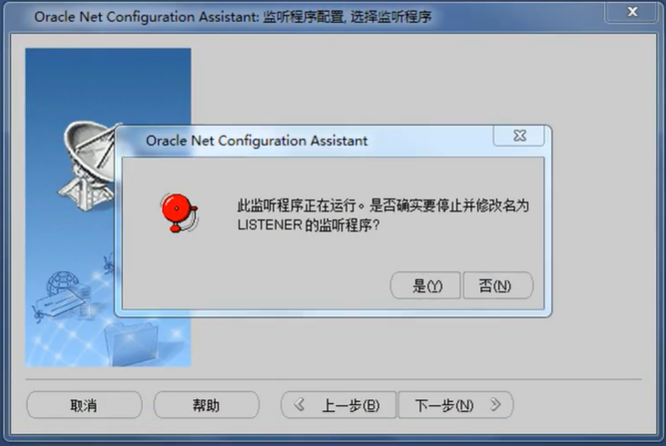 Oracle Net Configuration Assistant: 监听程序配置, 选择监听程序
Oracle Net Configuration Assistant
此监听程序正在运行。是否确实要停止并修改名为
LISTENER 的监听程序?
是(Y)
否(N)
取消
帮助
上一步(B)
下一步(N)